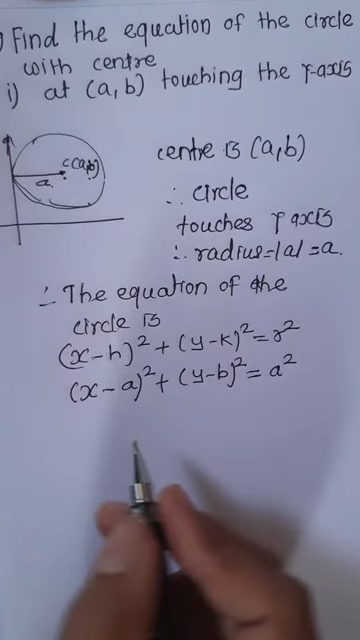 Find the equation of the circle
with centre
i) at (a,b) touching the Y-axis
C(a,b)
a
centre is (a,b)
∴ circle
touches Y axis
∴ radius=|a|=a.
∴ The equation of the
circle is
(x-h)²+(y-k)²=r²
(x-a)²+(y-b)²=a²